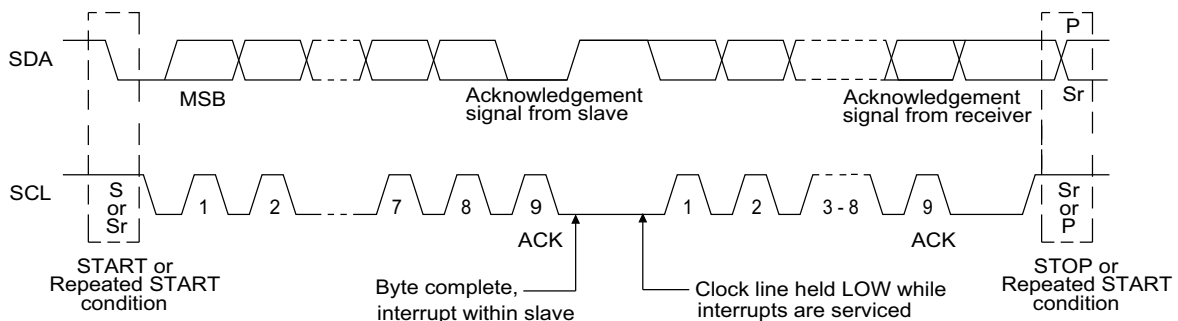 P
SDA
MSB
Acknowledgement
signal from slave
Acknowledgement
signal from receiver
Sr
SCL
S
or
Sr
1
2
7
8
9
1
2
3 - 8
9
Sr
or
P
ACK
ACK
START or
Repeated START
condition
Byte complete,
interrupt within slave
Clock line held LOW while
interrupts are serviced
STOP or
Repeated START
condition